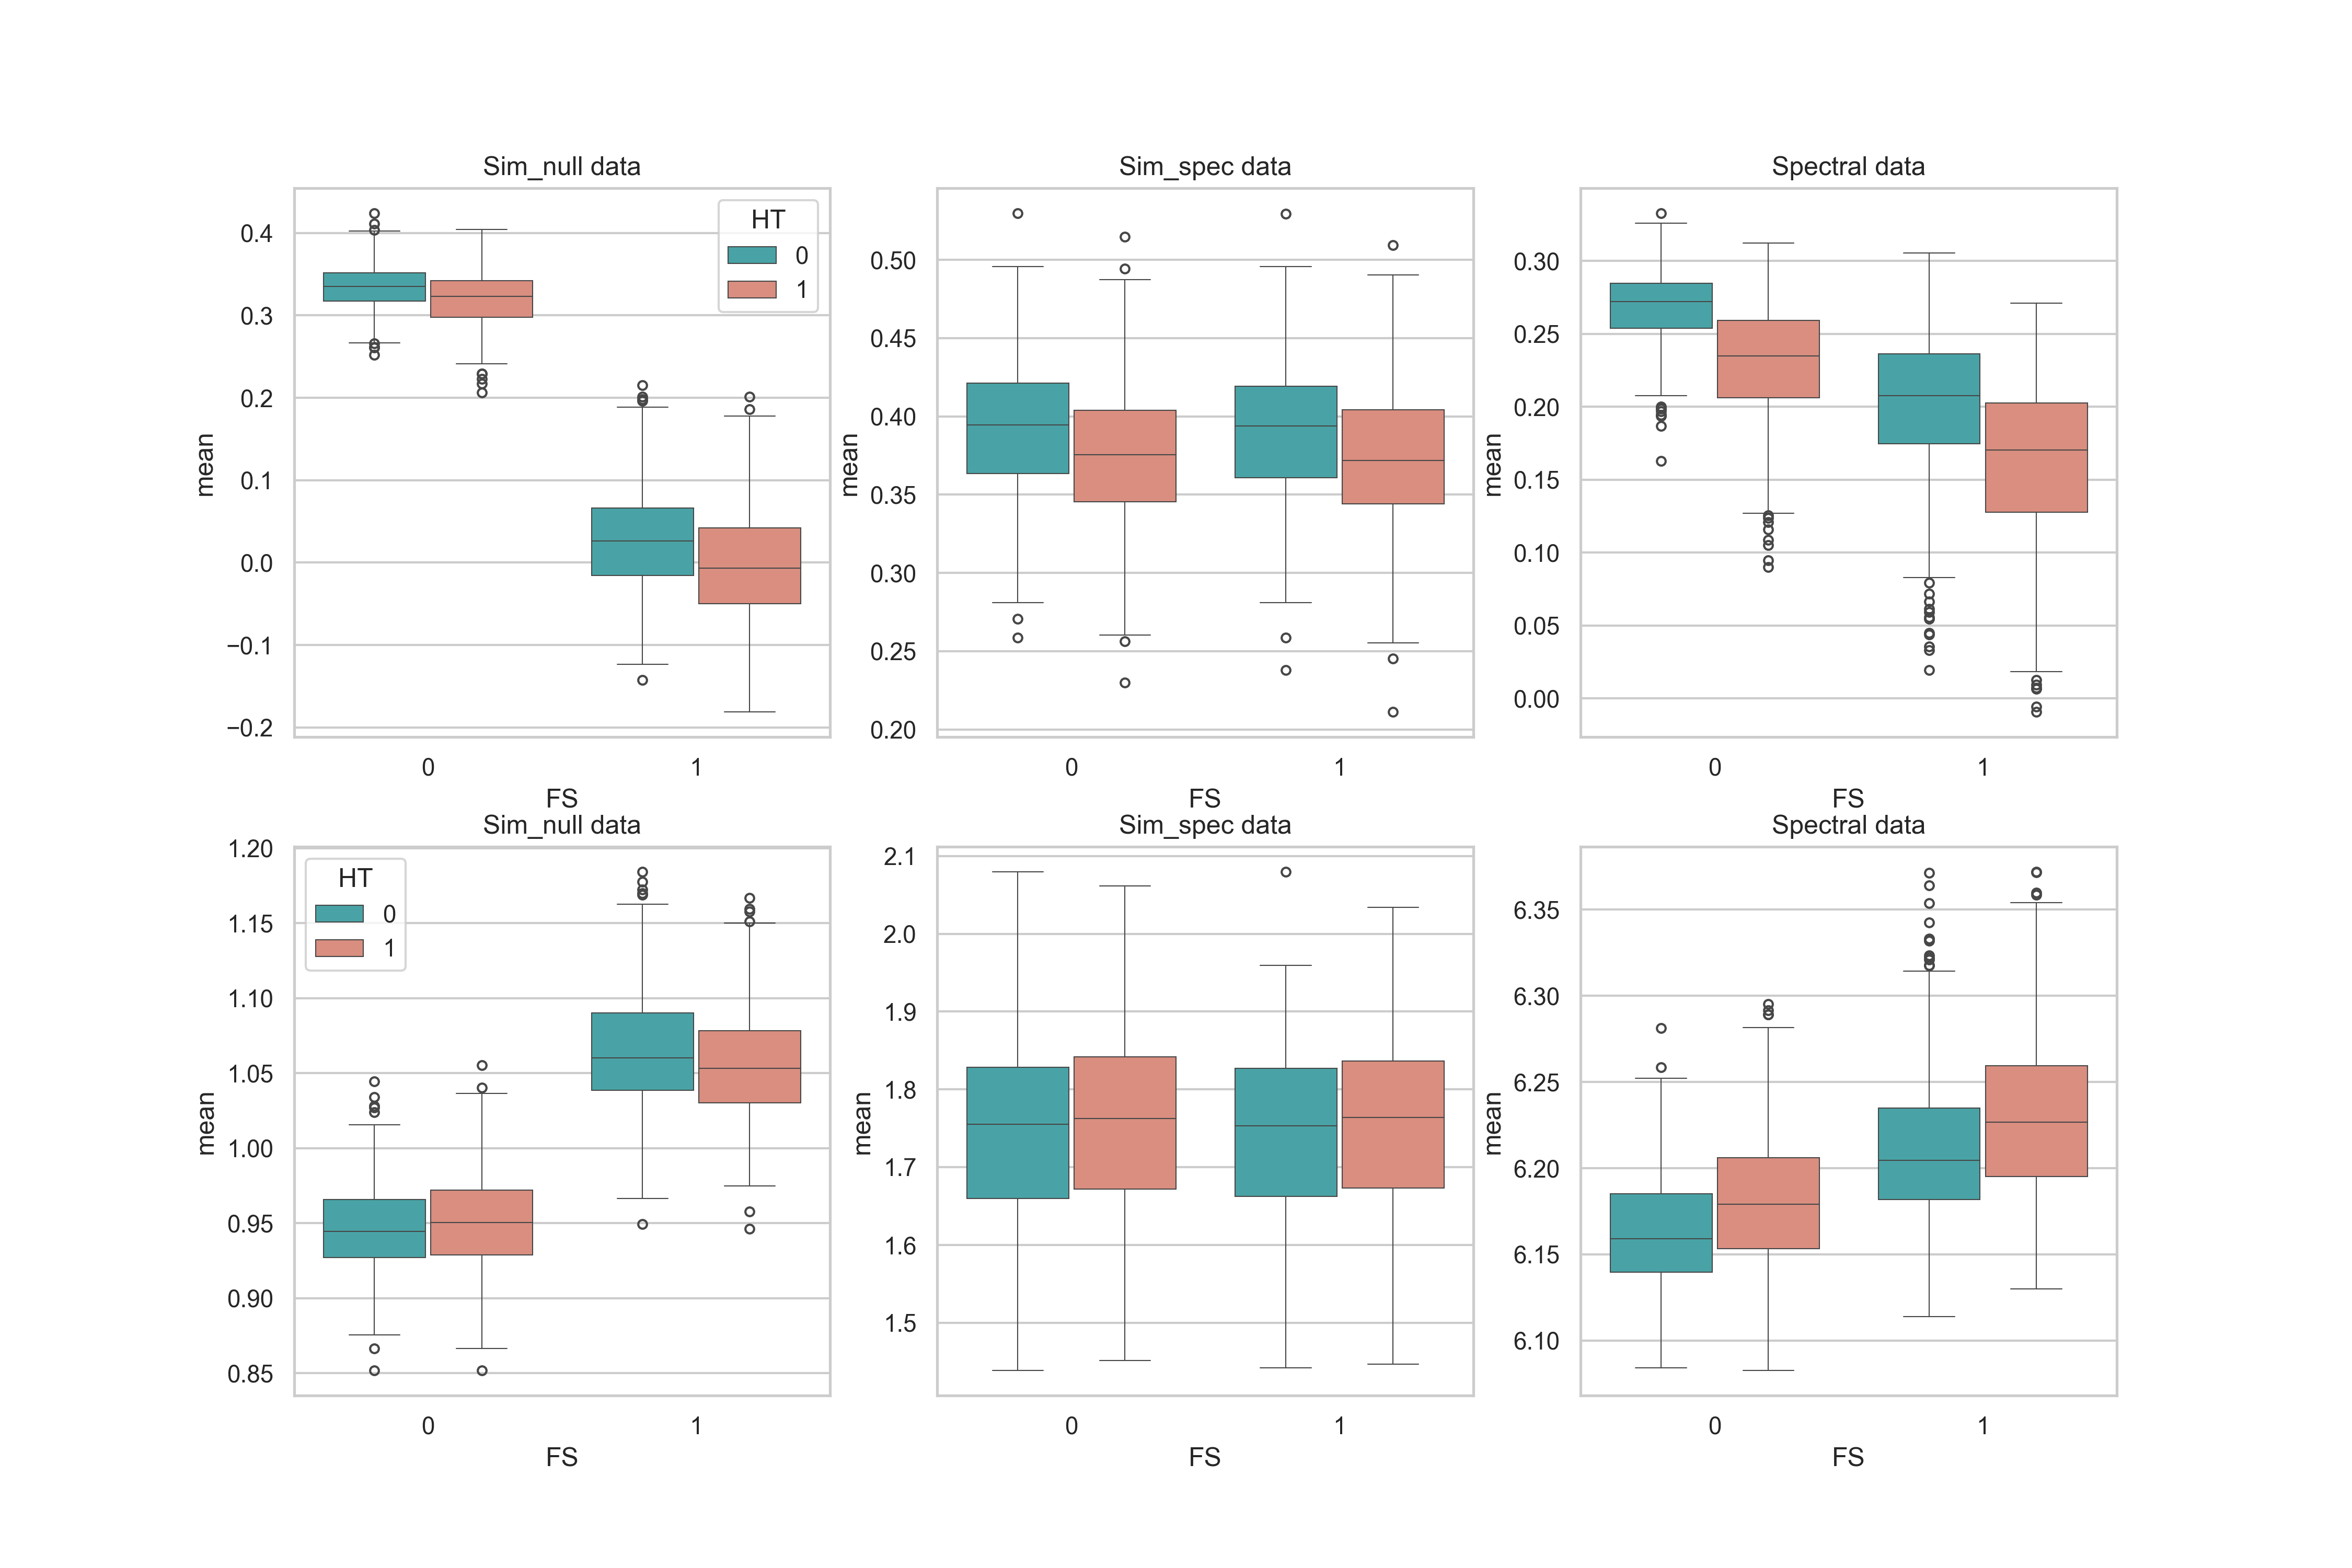 Sim_null data
HT
0
1
0.4
0.3
0.2
0.1
0.0
−0.1
−0.2
mean
0
1
FS
Sim_spec data
0.50
0.45
0.40
0.35
0.30
0.25
0.20
mean
0
1
FS
Spectral data
0.30
0.25
0.20
0.15
0.10
0.05
0.00
mean
0
1
FS
Sim_null data
HT
0
1
1.20
1.15
1.10
1.05
1.00
0.95
0.90
0.85
mean
0
1
FS
Sim_spec data
2.1
2.0
1.9
1.8
1.7
1.6
1.5
mean
0
1
FS
Spectral data
6.35
6.30
6.25
6.20
6.15
6.10
mean
0
1
FS